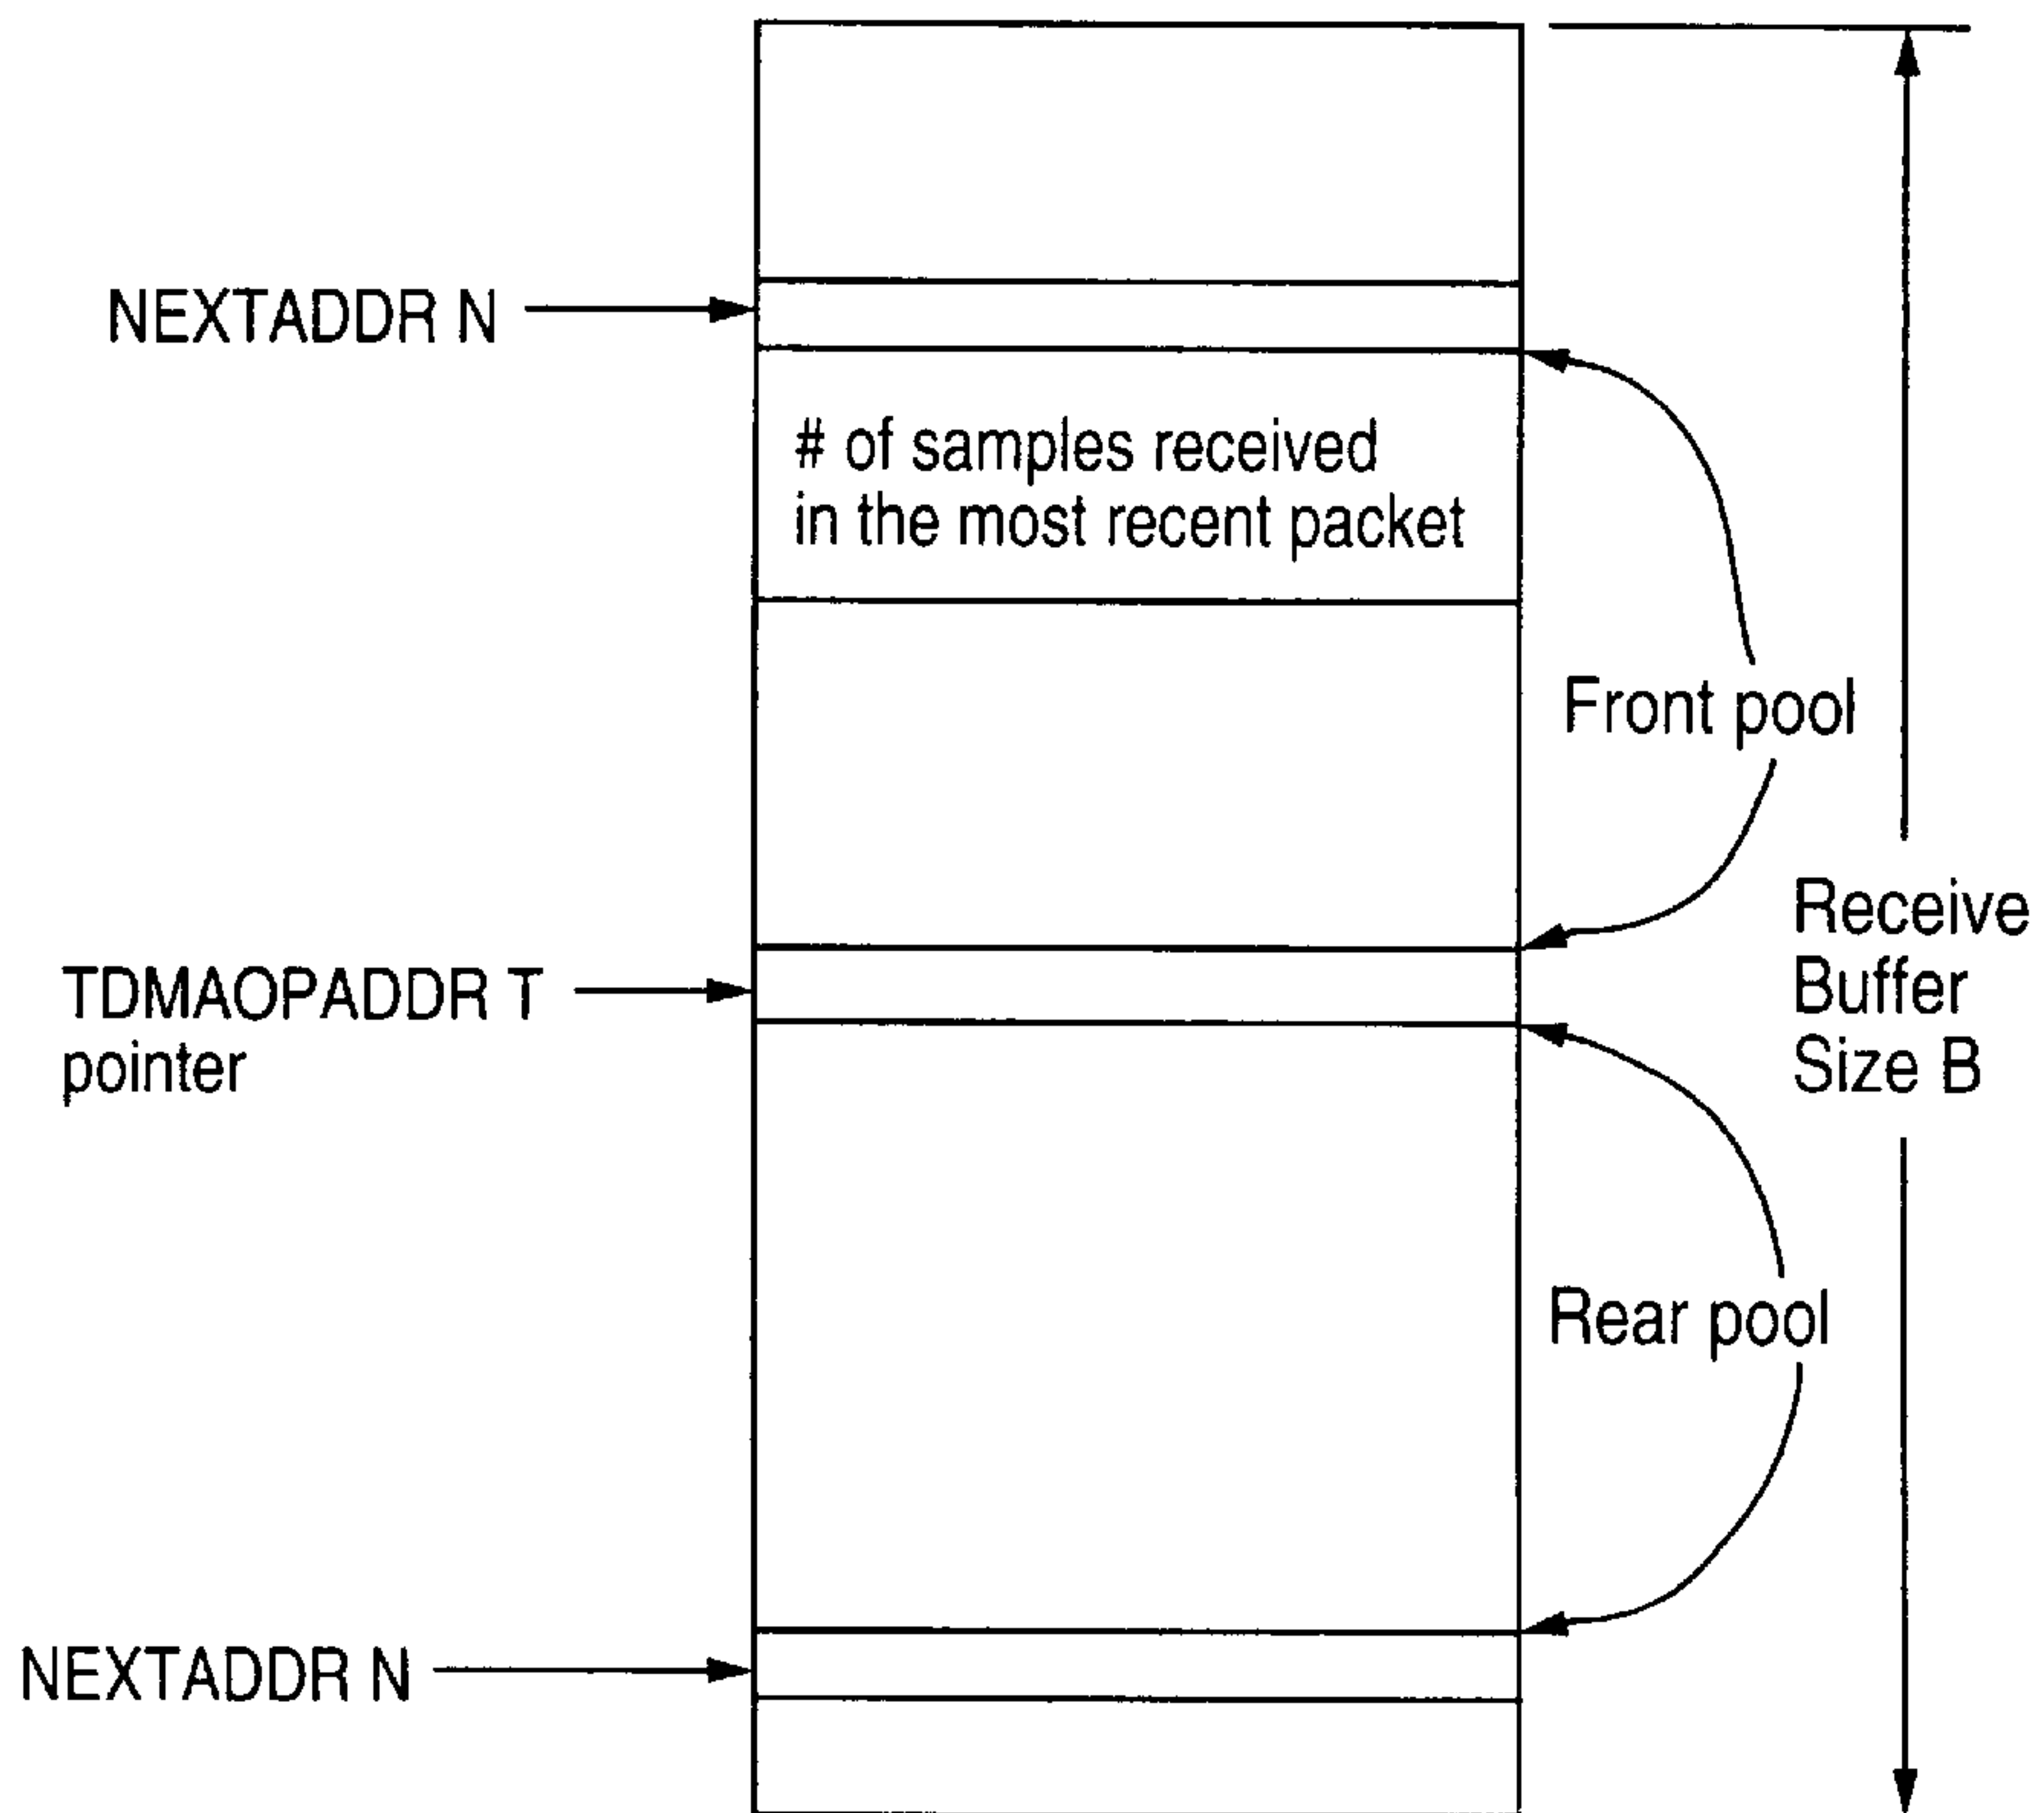 NEXTADDR N
# of samples received
in the most recent packet
Front pool
Receive
Buffer
Size B
TDMAOPADDR T
pointer
Rear pool
NEXTADDR N